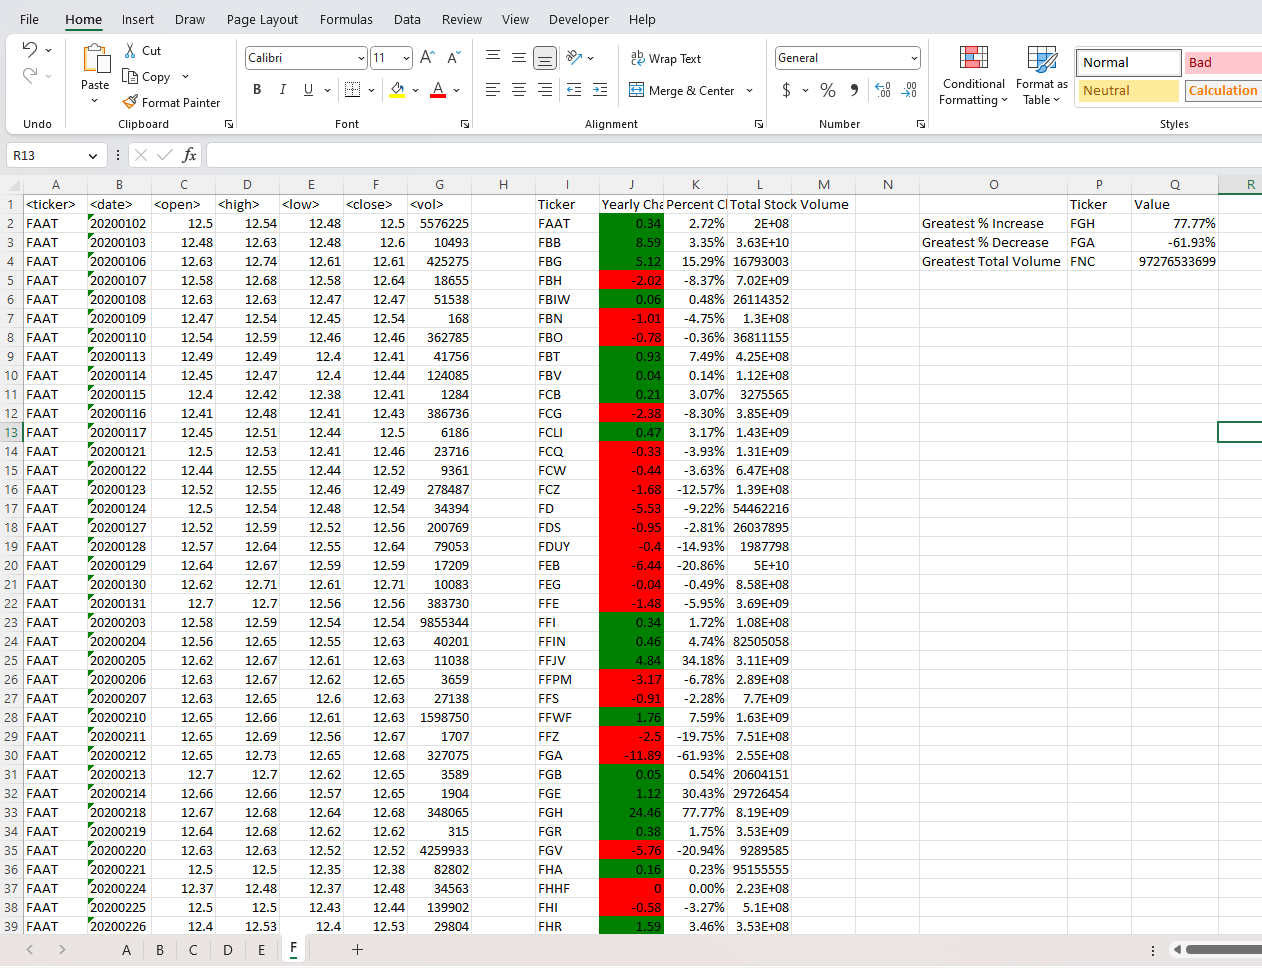 File Home Insert Draw Page Layout Formulas Data Review View Developer Help
Cut
Copy
Format Painter
Paste
Undo Clipboard
Calibri 11
B I U
Font
Wrap Text
Merge & Center
Alignment
General
$ % 9
Number
Conditional Formatting
Format as Table
Normal Bad
Neutral Calculation
Styles
R13 fx
A B C D E F G H I J K L M N O P Q R
1 <ticker> <date> <open> <high> <low> <close> <vol> Ticker Yearly Cha Percent Cl Total Stock Volume Ticker Value
2 FAAT 20200102 12.5 12.54 12.48 12.5 5576225 FAAT 0.34 2.72% 2E+08 Greatest % Increase FGH 77.77%
3 FAAT 20200103 12.48 12.63 12.48 12.6 10493 FBB 8.59 3.35% 3.63E+10 Greatest % Decrease FGA -61.93%
4 FAAT 20200106 12.63 12.74 12.61 12.61 425275 FBG 5.12 15.29% 16793003 Greatest Total Volume FNC 97276533699
5 FAAT 20200107 12.58 12.68 12.58 12.64 18655 FBH -2.02 -8.37% 7.02E+09
6 FAAT 20200108 12.63 12.63 12.47 12.47 51538 FBIW 0.06 0.48% 26114352
7 FAAT 20200109 12.47 12.54 12.45 12.54 168 FBN -1.01 -4.75% 1.3E+08
8 FAAT 20200110 12.54 12.59 12.46 12.46 362785 FBO -0.78 -0.36% 36811155
9 FAAT 20200113 12.49 12.49 12.4 12.41 41756 FBT 0.93 7.49% 4.25E+08
10 FAAT 20200114 12.45 12.47 12.4 12.44 124085 FBV 0.04 0.14% 1.12E+08
11 FAAT 20200115 12.4 12.42 12.38 12.41 1284 FCB 0.21 3.07% 3275565
12 FAAT 20200116 12.41 12.48 12.41 12.43 386736 FCG -2.38 -8.30% 3.85E+09
13 FAAT 20200117 12.45 12.51 12.44 12.5 6186 FCLI 0.47 3.17% 1.43E+09
14 FAAT 20200121 12.5 12.53 12.41 12.46 23716 FCQ -0.33 -3.93% 1.31E+09
15 FAAT 20200122 12.44 12.55 12.44 12.52 9361 FCW -0.44 -3.63% 6.47E+08
16 FAAT 20200123 12.52 12.55 12.46 12.49 278487 FCZ -1.68 -12.57% 1.39E+08
17 FAAT 20200124 12.5 12.54 12.48 12.54 34394 FD -5.53 -9.22% 54462216
18 FAAT 20200127 12.52 12.59 12.52 12.56 200769 FDS -0.95 -2.81% 26037895
19 FAAT 20200128 12.57 12.64 12.55 12.64 79053 FDUY -0.4 -14.93% 1987798
20 FAAT 20200129 12.64 12.67 12.59 12.59 17209 FEB -6.44 -20.86% 5E+10
21 FAAT 20200130 12.62 12.71 12.61 12.71 10083 FEG -0.04 -0.49% 8.58E+08
22 FAAT 20200131 12.7 12.7 12.56 12.56 383730 FFE -1.48 -5.95% 3.69E+09
23 FAAT 20200203 12.58 12.59 12.54 12.54 9855344 FFI 0.34 1.72% 1.08E+08
24 FAAT 20200204 12.56 12.65 12.55 12.63 40201 FFIN 0.46 4.74% 82505058
25 FAAT 20200205 12.62 12.67 12.61 12.63 11038 FFJV 4.84 34.18% 3.11E+09
26 FAAT 20200206 12.63 12.67 12.62 12.65 3659 FFPM -3.17 -6.78% 2.89E+08
27 FAAT 20200207 12.63 12.65 12.6 12.63 27138 FFS -0.91 -2.28% 7.7E+09
28 FAAT 20200210 12.65 12.66 12.61 12.63 1598750 FFWF 1.76 7.59% 1.63E+09
29 FAAT 20200211 12.65 12.69 12.56 12.67 1707 FFZ -2.5 -19.75% 7.51E+08
30 FAAT 20200212 12.65 12.73 12.65 12.68 327075 FGA -11.89 -61.93% 2.55E+08
31 FAAT 20200213 12.7 12.7 12.62 12.65 3589 FGB 0.05 0.54% 20604151
32 FAAT 20200214 12.66 12.66 12.57 12.65 1904 FGE 1.12 30.43% 29726454
33 FAAT 20200218 12.67 12.68 12.64 12.68 348065 FGH 24.46 77.77% 8.19E+09
34 FAAT 20200219 12.64 12.68 12.62 12.62 315 FGR 0.38 1.75% 3.53E+09
35 FAAT 20200220 12.63 12.63 12.52 12.52 4259933 FGV -5.76 -20.94% 9289585
36 FAAT 20200221 12.5 12.5 12.35 12.38 82802 FHA 0.16 0.23% 95155555
37 FAAT 20200224 12.37 12.48 12.37 12.48 34563 FHHF 0 0.00% 2.23E+08
38 FAAT 20200225 12.5 12.5 12.43 12.44 139902 FHI -0.58 -3.27% 5.1E+08
39 FAAT 20200226 12.4 12.53 12.4 12.53 29804 FHR 1.59 3.46% 3.53E+08
A B C D E F +